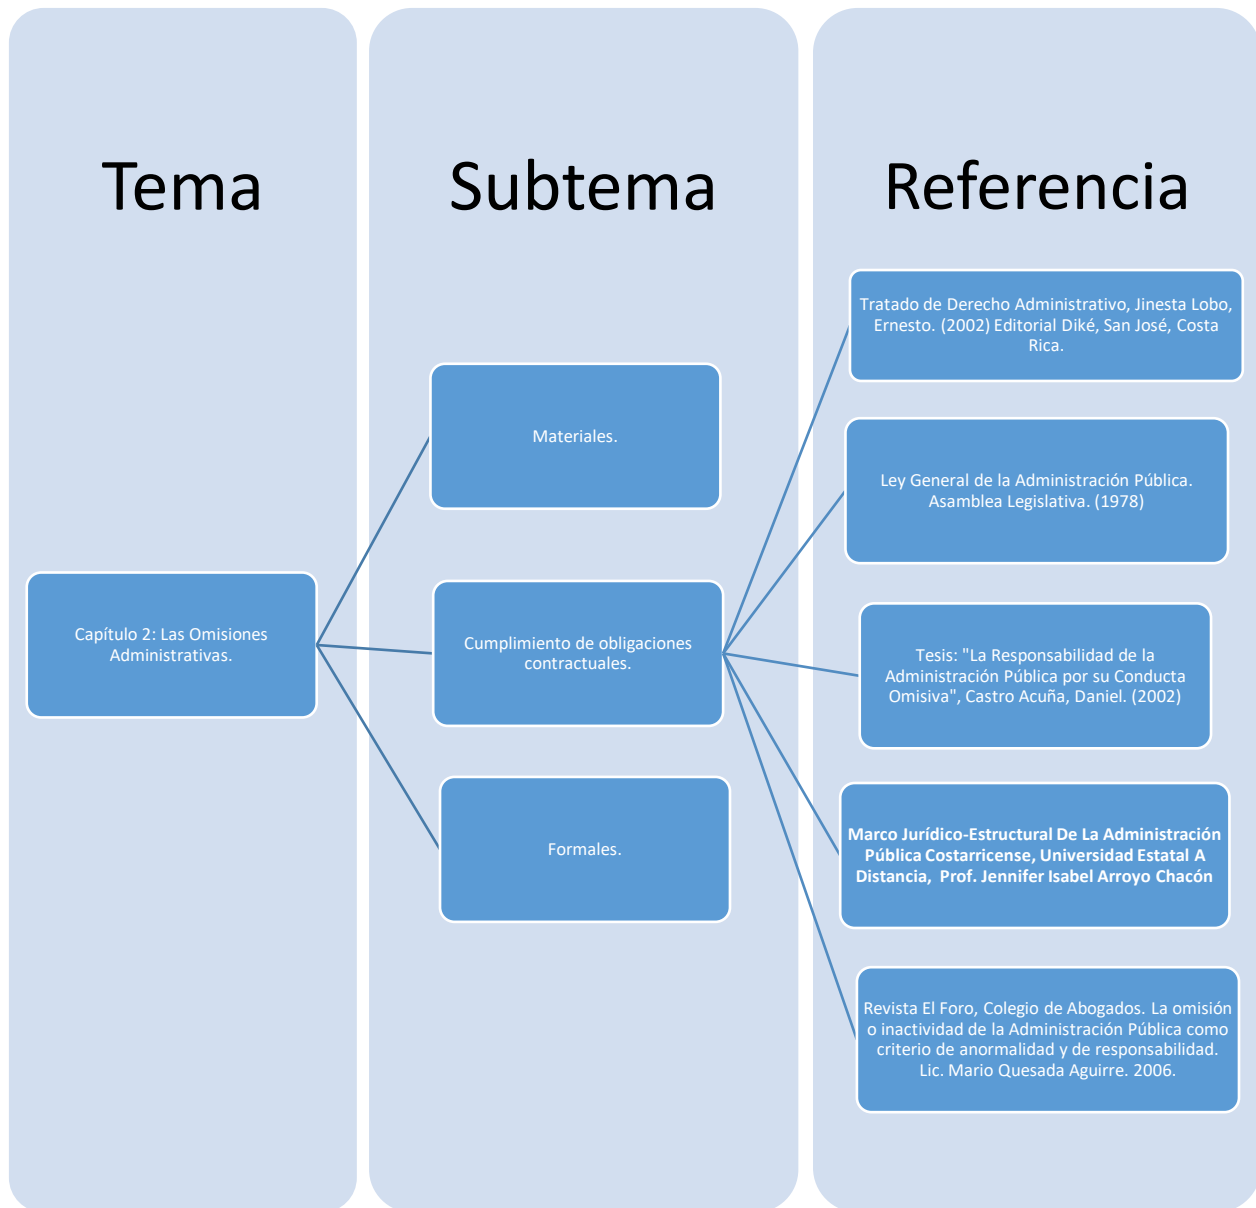 Tema
Subtema
Referencia
Capítulo 2: Las Omisiones
Administrativas.
Materiales.
Cumplimiento de obligaciones
contractuales.
Formales.
Tratado de Derecho Administrativo, Jinesta Lobo,
Ernesto. (2002) Editorial Diké, San José, Costa
Rica.
Ley General de la Administración Pública.
Asamblea Legislativa. (1978)
Tesis: "La Responsabilidad de la
Administración Pública por su Conducta
Omisiva", Castro Acuña, Daniel. (2002)
Marco Jurídico-Estructural De La Administración
Pública Costarricense, Universidad Estatal A
Distancia, Prof. Jennifer Isabel Arroyo Chacón
Revista El Foro, Colegio de Abogados. La omisión
o inactividad de la Administración Pública como
criterio de anormalidad y de responsabilidad.
Lic. Mario Quesada Aguirre. 2006.